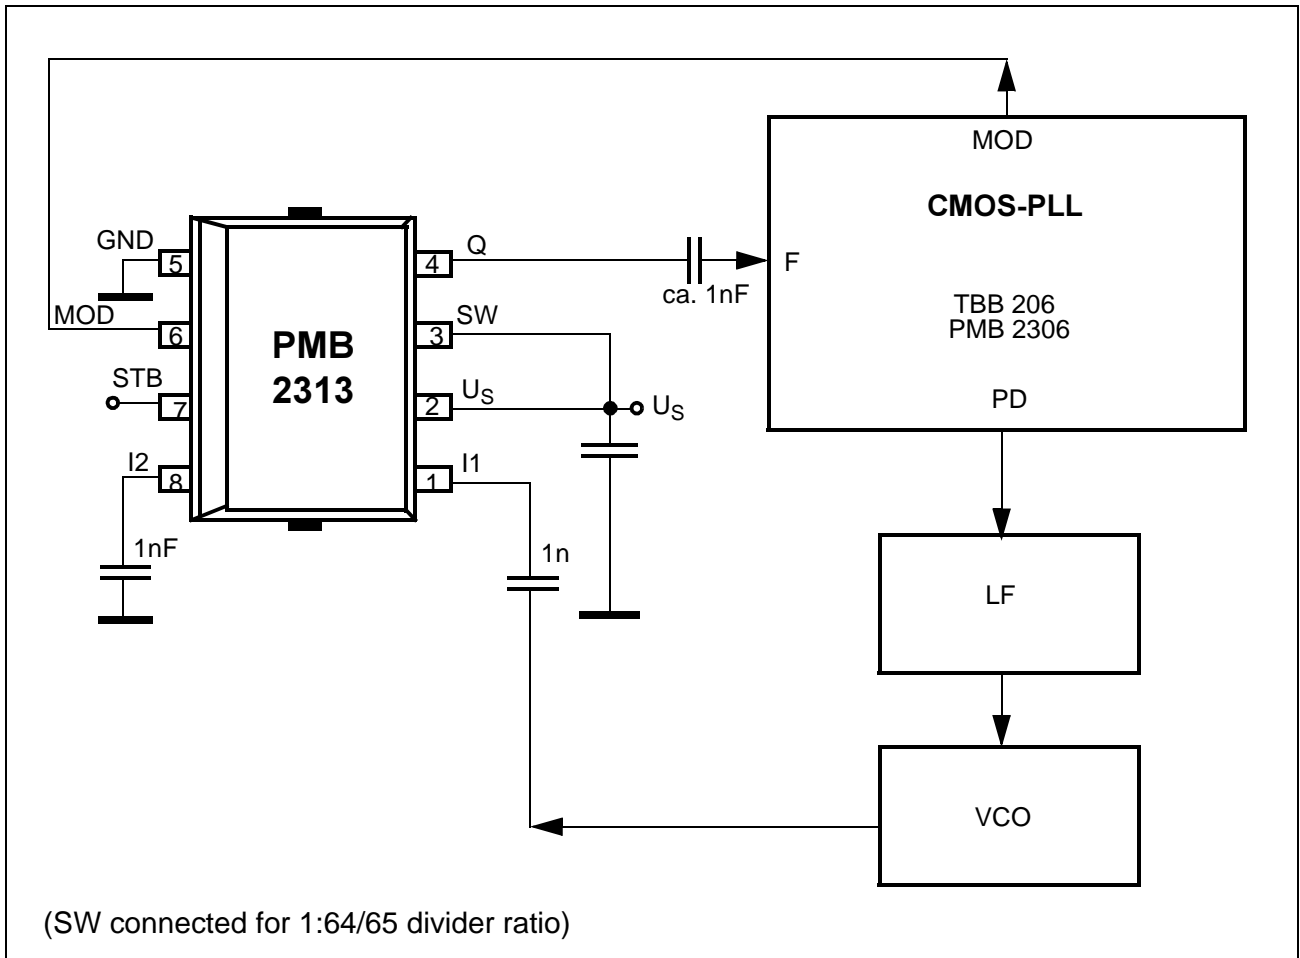 MOD
CMOS-PLL
GND
Q
5
4
F
ca. 1nF
TBB 206
MOD
SW
PMB 2306
6
3
PMB
2313
STB
U_S
7
2
U_S
PD
I2
I1
8
1
1nF
1n
LF
VCO
(SW connected for 1:64/65 divider ratio)